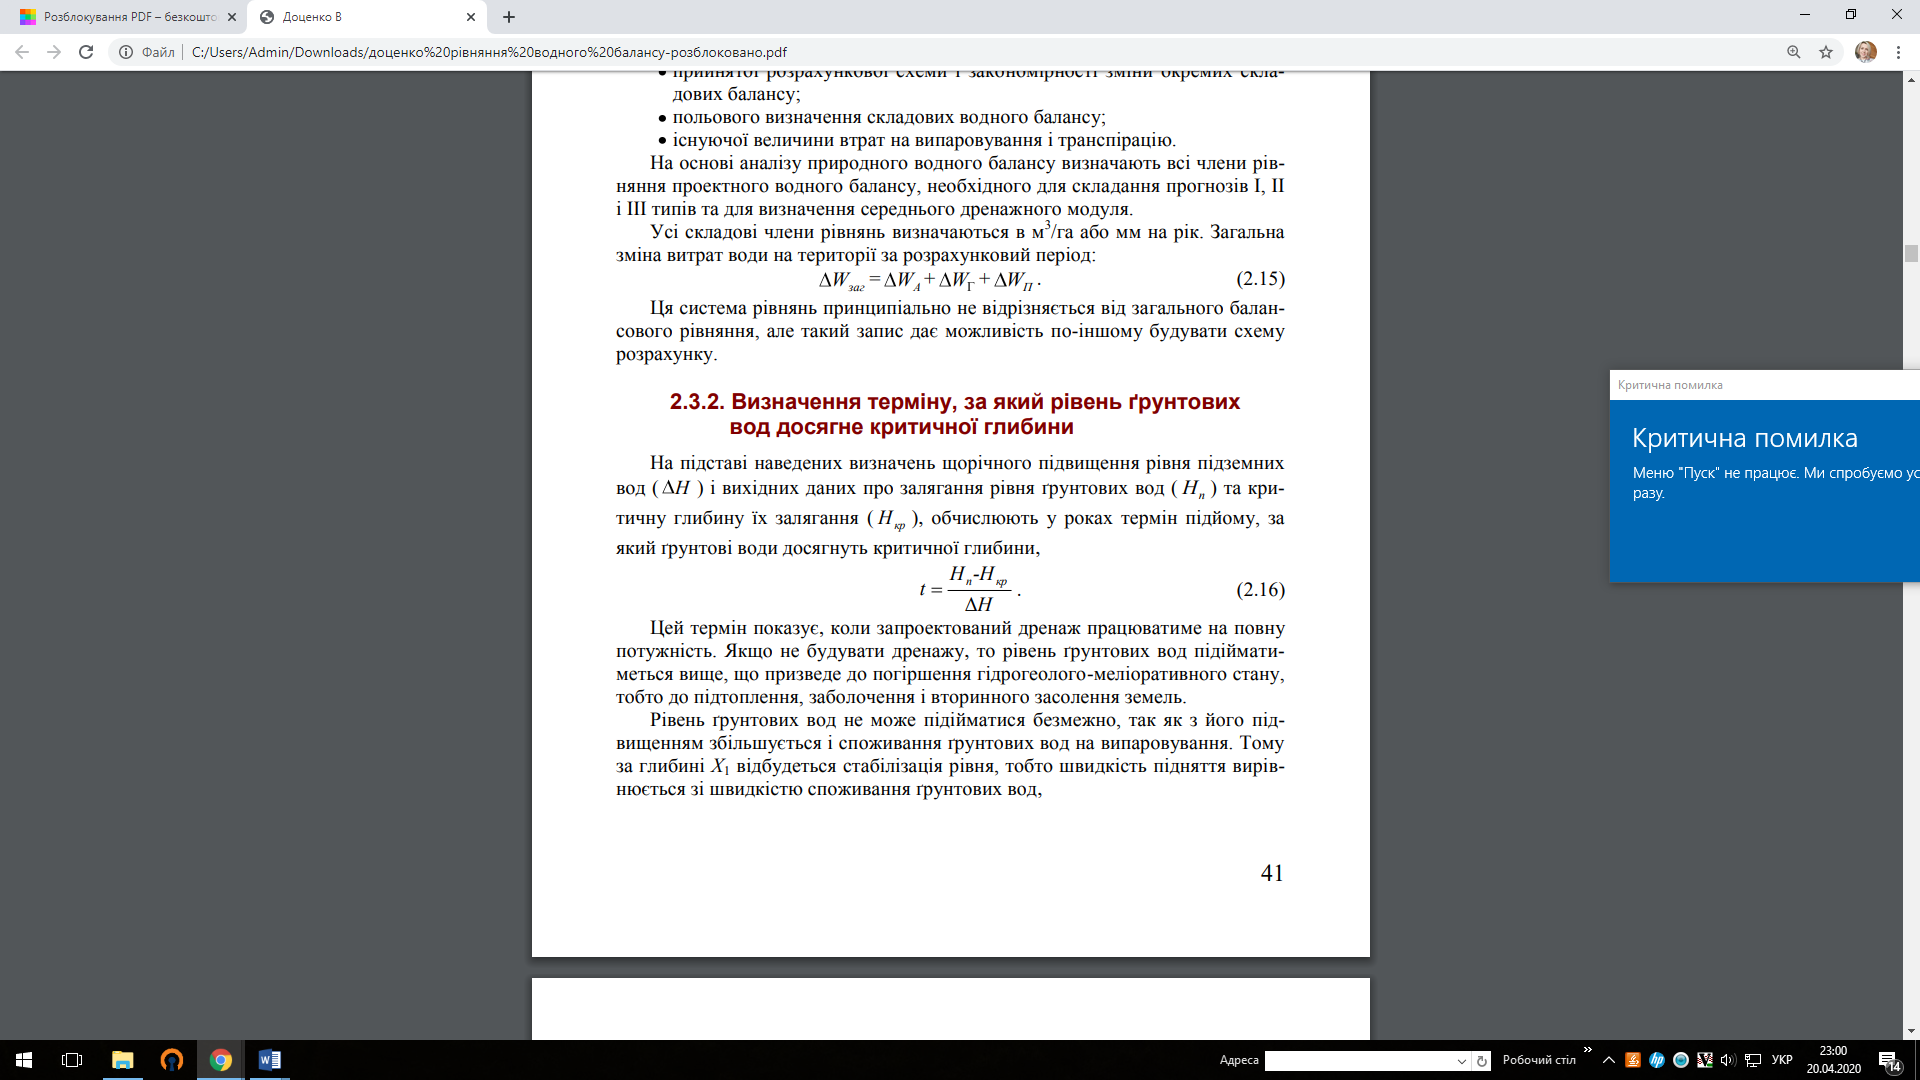 Розблокування PDF – безкошто
Доценко В
Файл
C:/Users/Admin/Downloads/доценко%20рівняння%20водного%20балансу-розблоковано.pdf
• прийнятої розрахункової схеми і закономірності зміни окремих скла-
дових балансу;
• польового визначення складових водного балансу;
• існуючої величини втрат на випаровування і транспірацію.
На основі аналізу природного водного балансу визначають всі члени рів-
няння проектного водного балансу, необхідного для складання прогнозів I, II
і III типів та для визначення середнього дренажного модуля.
Усі складові члени рівнянь визначаються в м³/га або мм на рік. Загальна
зміна витрат води на території за розрахунковий період:
ΔWзаг = ΔWА + ΔWГ + ΔWП . (2.15)
Ця система рівнянь принципіально не відрізняється від загального балан-
сового рівняння, але такий запис дає можливість по-іншому будувати схему
розрахунку.
2.3.2. Визначення терміну, за який рівень ґрунтових
вод досягне критичної глибини
На підставі наведених визначень щорічного підвищення рівня підземних
вод ( ΔH ) і вихідних даних про залягання рівня ґрунтових вод ( Hп ) та кри-
тичну глибину їх залягання ( Hкр ), обчислюють у роках термін підйому, за
який ґрунтові води досягнуть критичної глибини,
t = (Hп-Hкр)/ΔH . (2.16)
Цей термін показує, коли запроектований дренаж працюватиме на повну
потужність. Якщо не будувати дренажу, то рівень ґрунтових вод підіймати-
меться вище, що призведе до погіршення гідрогеолого-меліоративного стану,
тобто до підтоплення, заболочення і вторинного засолення земель.
Рівень ґрунтових вод не може підійматися безмежно, так як з його під-
вищенням збільшується і споживання ґрунтових вод на випаровування. Тому
за глибині X₁ відбудеться стабілізація рівня, тобто швидкість підняття вирів-
нюється зі швидкістю споживання ґрунтових вод,
41
Критична помилка
Критична помилка
Меню "Пуск" не працює. Ми спробуємо ус
разу.
Адреса
Робочий стіл
УКР
23:00
20.04.2020
14